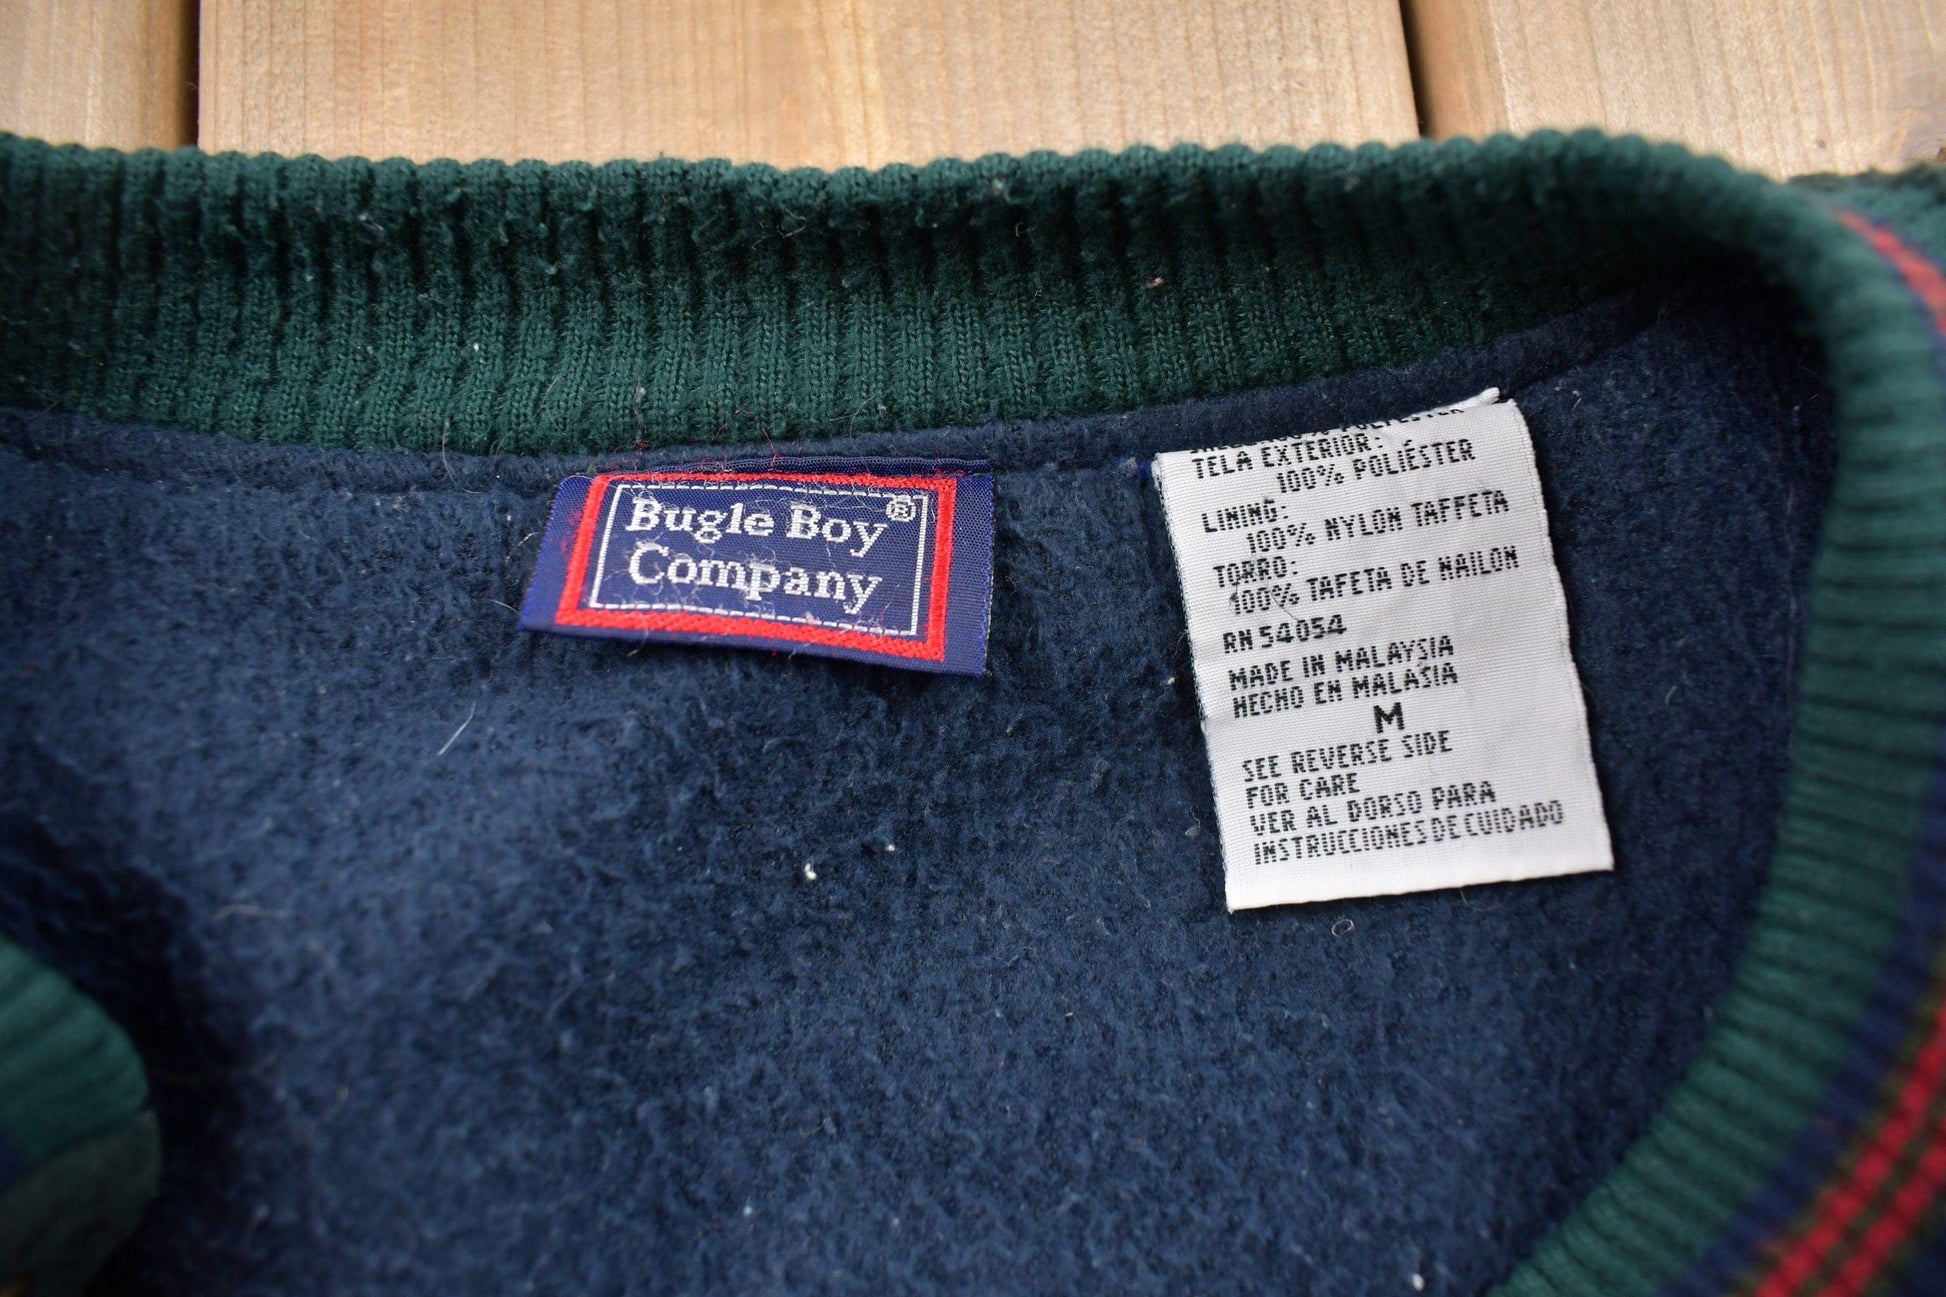 Bugle Boy®
Company
TELA EXTERIOR:
100% POLIÉSTER
LINING:
100% NYLON TAFFETA
TORRO:
100% TAFETA DE NAILON
RN 54054
MADE IN MALAYSIA
HECHO EN MALASIA
M
SEE REVERSE SIDE
FOR CARE
VER AL DORSO PARA
INSTRUCCIONES DE CUIDADO